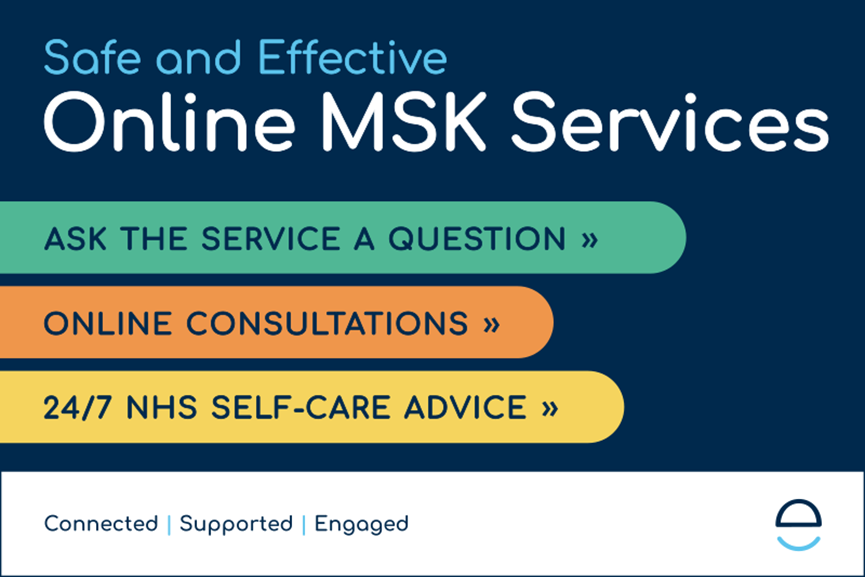 Safe and Effective
Online MSK Services
ASK THE SERVICE A QUESTION »
ONLINE CONSULTATIONS »
24/7 NHS SELF-CARE ADVICE »
Connected | Supported | Engaged